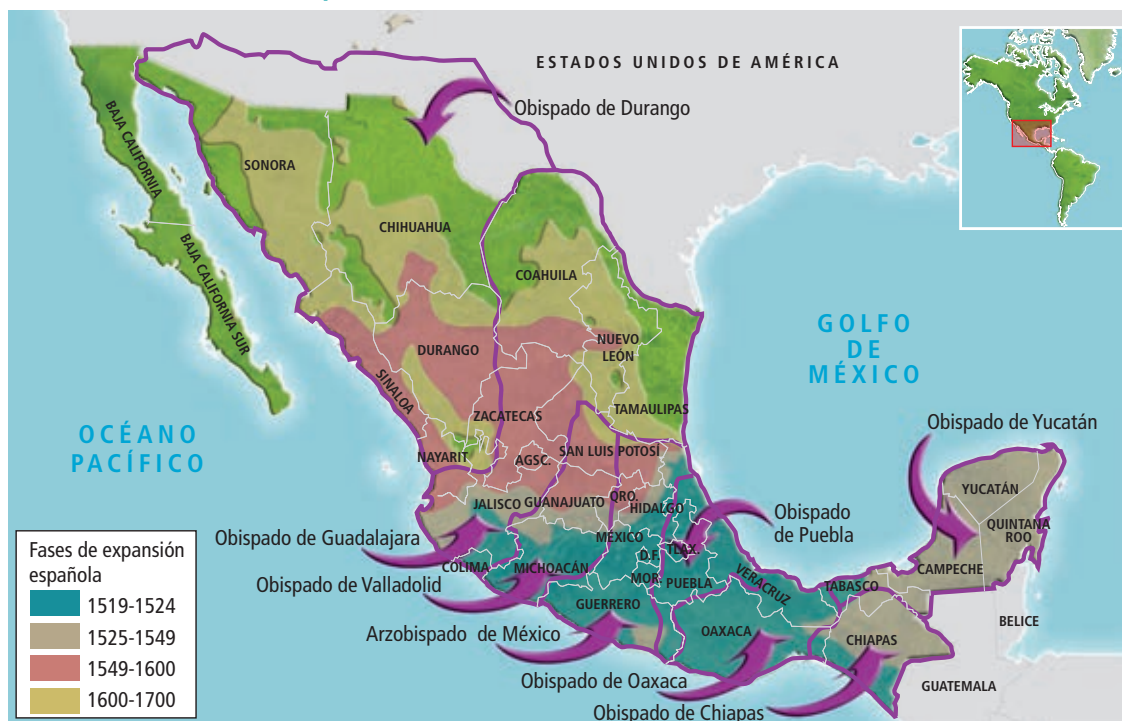 ESTADOS UNIDOS DE AMÉRICA
Obispado de Durango
BAJA CALIFORNIA
SONORA
CHIHUAHUA
BAJA CALIFORNIA SUR
COAHUILA
NUEVO
LEÓN
DURANGO
SINALOA
ZACATECAS
TAMAULIPAS
GOLFO
DE
MÉXICO
OCÉANO
PACÍFICO
NAYARIT
AGSC.
SAN LUIS POTOSÍ
Obispado de Yucatán
JALISCO
GUANAJUATO
QRO.
HIDALGO
YUCATÁN
QUINTANA
ROO
Obispado de Guadalajara
MÉXICO
D.F.
TLAX.
Obispado
de Puebla
COLIMA
MICHOACÁN
MOR.
PUEBLA
VERACRUZ
TABASCO
CAMPECHE
Obispado de Valladolid
GUERRERO
OAXACA
CHIAPAS
BELICE
Arzobispado de México
Obispado de Oaxaca
GUATEMALA
Obispado de Chiapas
Fases de expansión
española
1519-1524
1525-1549
1549-1600
1600-1700